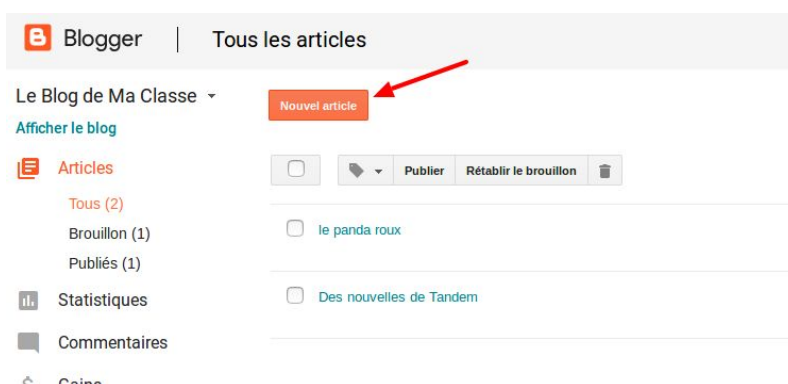 Blogger | Tous les articles
Le Blog de Ma Classe
Afficher le blog
Nouvel article
Articles
Tous (2)
Brouillon (1)
Publiés (1)
Statistiques
Commentaires
Publier Rétablir le brouillon
le panda roux
Des nouvelles de Tandem